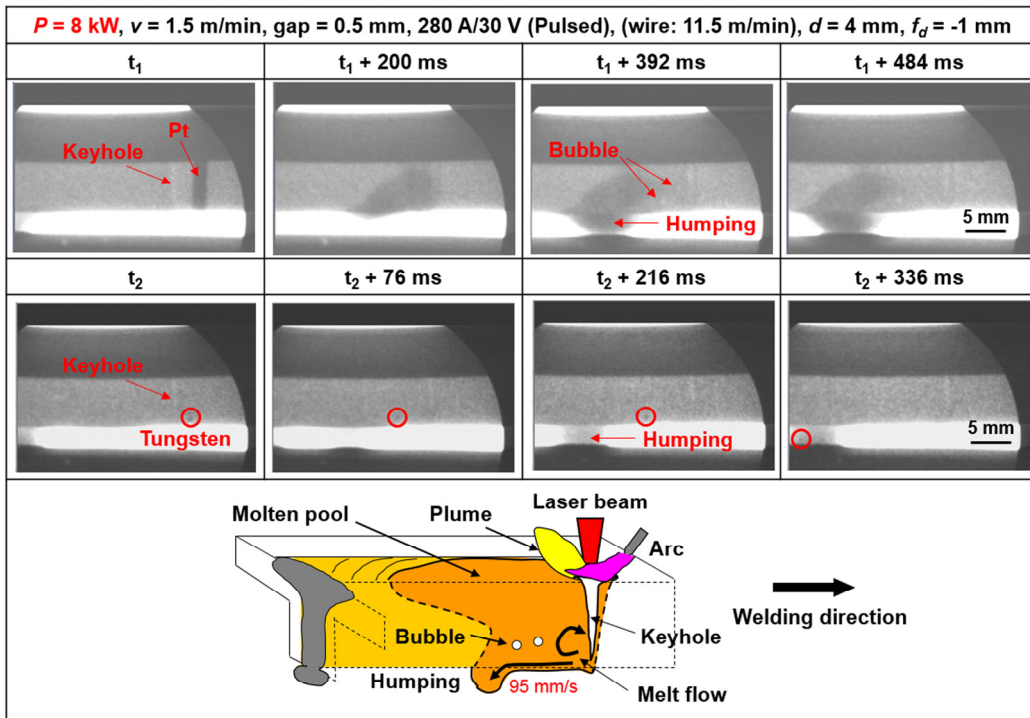 P = 8 kW, v = 1.5 m/min, gap = 0.5 mm, 280 A/30 V (Pulsed), (wire: 11.5 m/min), d = 4 mm, f_d = -1 mm
t₁ t₁ + 200 ms t₁ + 392 ms t₁ + 484 ms
Pt
Keyhole
Bubble
Humping
5 mm
t₂ t₂ + 76 ms t₂ + 216 ms t₂ + 336 ms
Keyhole
Tungsten
Humping
5 mm
Laser beam
Molten pool
Plume
Arc
Welding direction
Bubble
Keyhole
Humping
95 mm/s
Melt flow